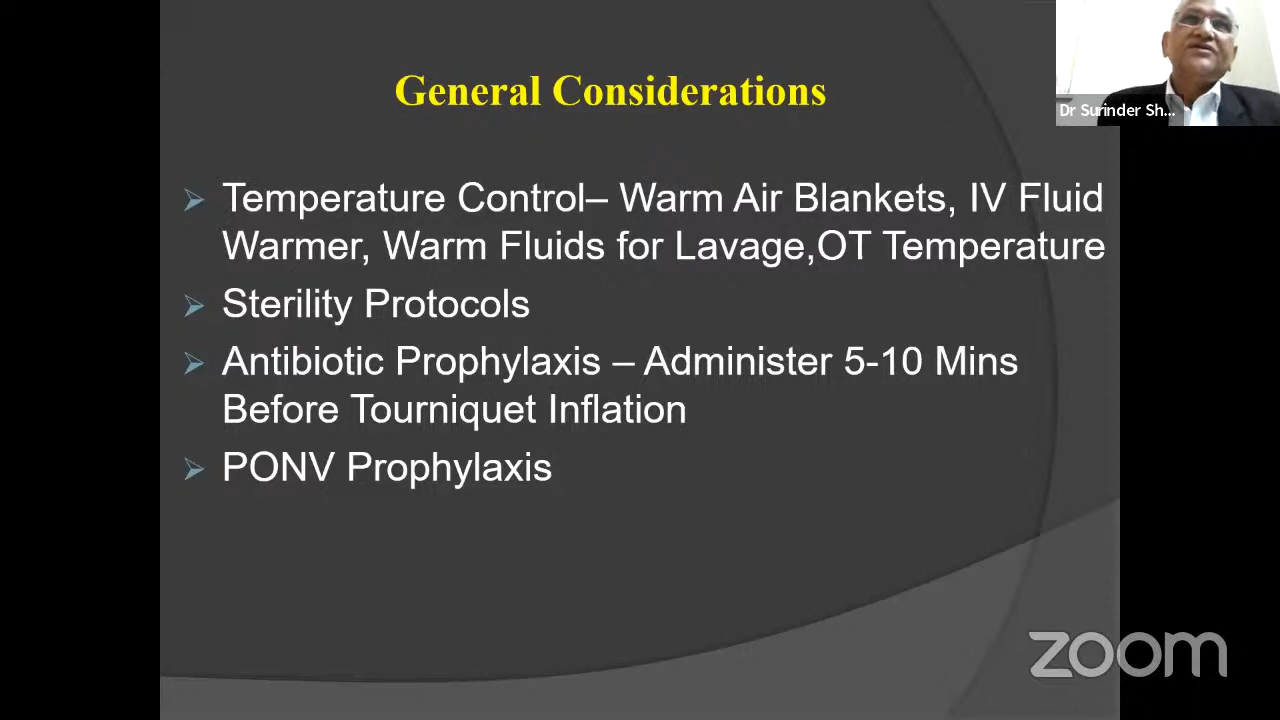 General Considerations
Dr Surinder Sh...
Temperature Control– Warm Air Blankets, IV Fluid
Warmer, Warm Fluids for Lavage,OT Temperature
Sterility Protocols
Antibiotic Prophylaxis – Administer 5-10 Mins
Before Tourniquet Inflation
PONV Prophylaxis
zoom